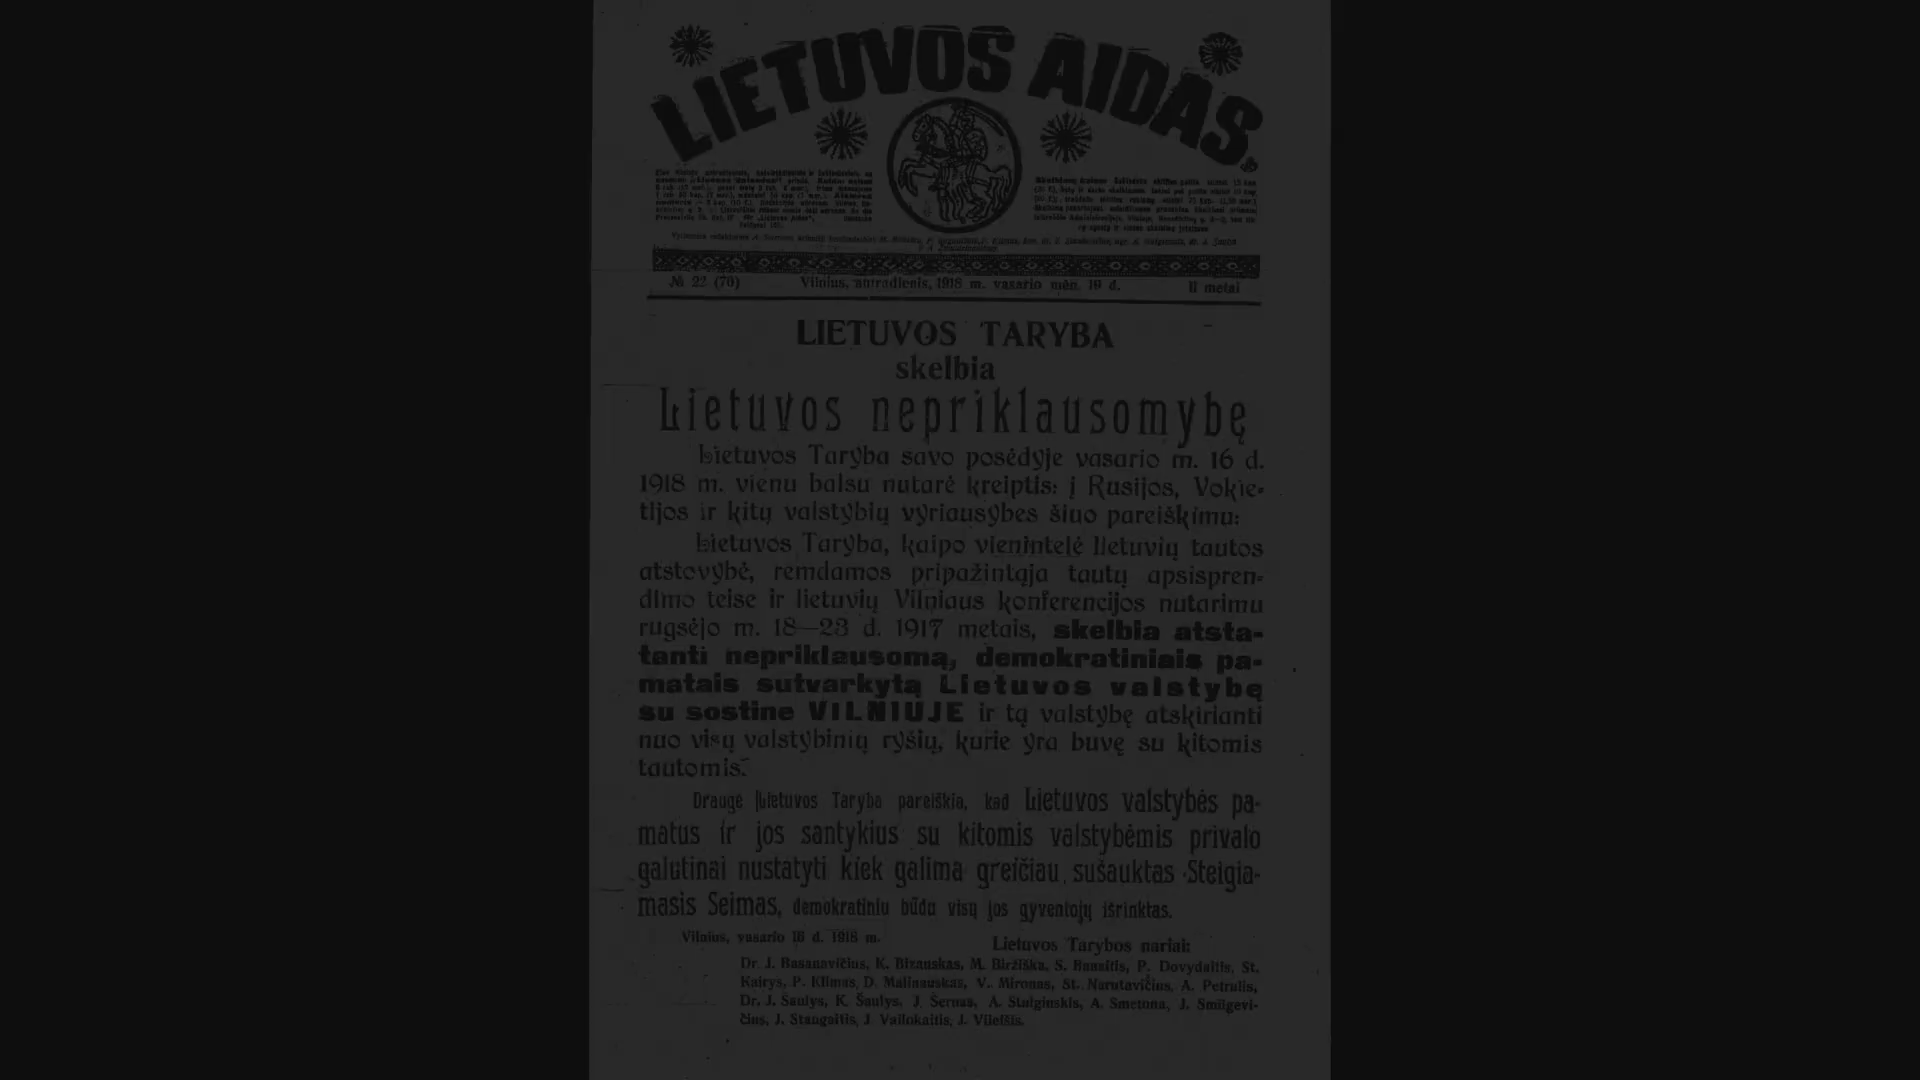 LIETUVOS AIDAS.
№ 22 (70) Vilnius, antradienis, 1918 m. vasario mėn. 19 d. II metai
LIETUVOS TARYBA
skelbia
Lietuvos nepriklausomybę
Lietuvos Taryba savo posėdyje vasario m. 16 d.
1918 m. vienu balsu nutarė kreiptis: į Rusijos, Vokie-
tijos ir kitų valstybių vyriausybes šiuo pareiškimu:
Lietuvos Taryba, kaipo vienintelė lietuvių tautos
atstovybė, remdamos pripažintąja tautų apsispren-
dimo teise ir lietuvių Vilniaus konferencijos nutarimu
rugsėjo m. 18—23 d. 1917 metais, skelbia atsta-
tanti nepriklausomą, demokratiniais pa-
matais sutvarkytą Lietuvos valstybę
su sostine VILNIUJE ir tą valstybę atskirianti
nuo visų valstybinių ryšių, kurie yra buvę su kitomis
tautomis.
Drauge Lietuvos Taryba pareiškia, kad Lietuvos valstybės pa-
matus ir jos santykius su kitomis valstybėmis privalo
galutinai nustatyti kiek galima greičiau sušauktas Steigia-
masis Seimas, demokratiniu būdu visų jos gyventojų išrinktas.
Vilnius, vasario 16 d. 1918 m. Lietuvos Tarybos nariai:
Dr. J. Basanavičius, K. Bizauskas, M. Biržiška, S. Banaitis, P. Dovydaitis, St.
Kairys, P. Klimas, D. Malinauskas, V. Mironas, St. Narutavičius, A. Petrulis,
Dr. J. Šaulys, K. Šaulys, J. Šernas, A. Stulginskis, A. Smetona, J. Smilgevi-
čius, J. Staugaitis, J. Vailokaitis, J. Vileišis.